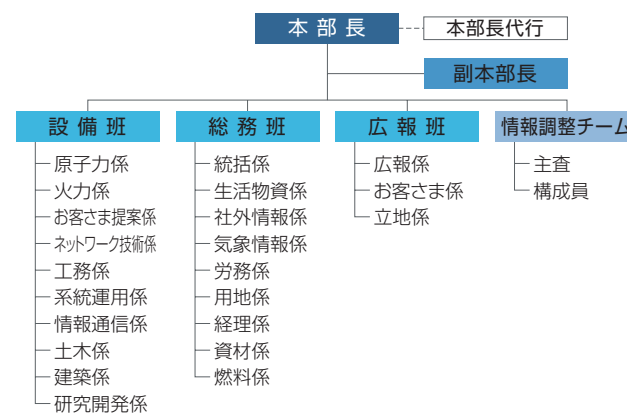 本部長
本部長代行
副本部長
設備班
原子力係
火力係
お客さま提案係
ネットワーク技術係
工務係
系統運用係
情報通信係
土木係
建築係
研究開発係
総務班
統括係
生活物資係
社外情報係
気象情報係
労務係
用地係
経理係
資材係
燃料係
広報班
広報係
お客さま係
立地係
情報調整チーム
主査
構成員